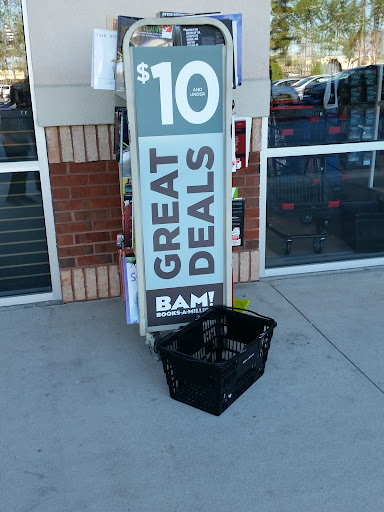 $10
AND
UNDER
GREAT
DEALS
BAM!
BOOKS-A-MILLION